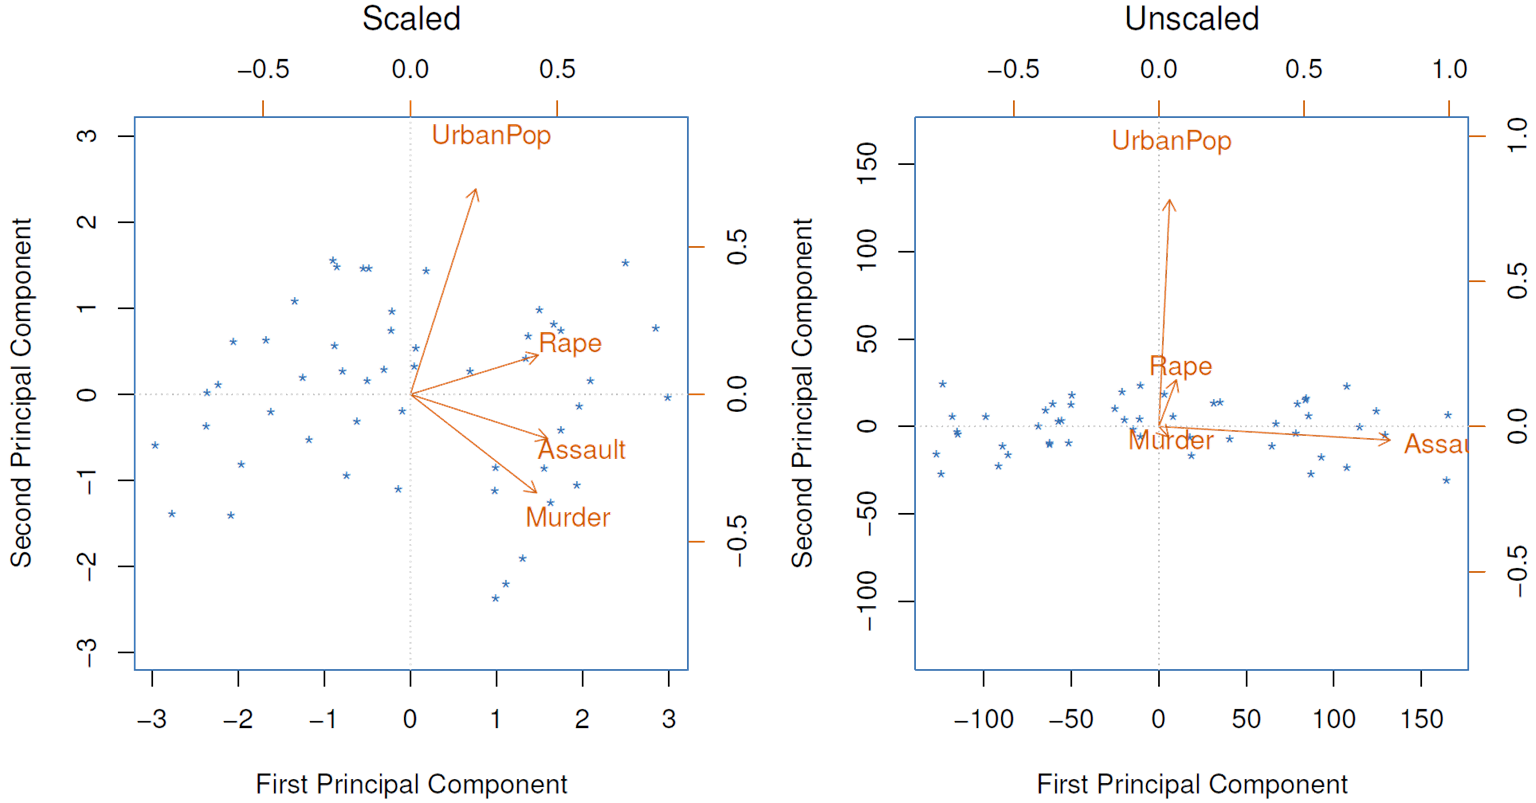 Scaled
−0.5 0.0 0.5
UrbanPop
Rape
Assault
Murder
3
2
1
0
−1
−2
−3
Second Principal Component
0.5
0.0
−0.5
−3 −2 −1 0 1 2 3
First Principal Component
Unscaled
−0.5 0.0 0.5 1.0
UrbanPop
Rape
Murder
Assau
150
100
50
0
−50
−100
Second Principal Component
1.0
0.5
0.0
−0.5
−100 −50 0 50 100 150
First Principal Component